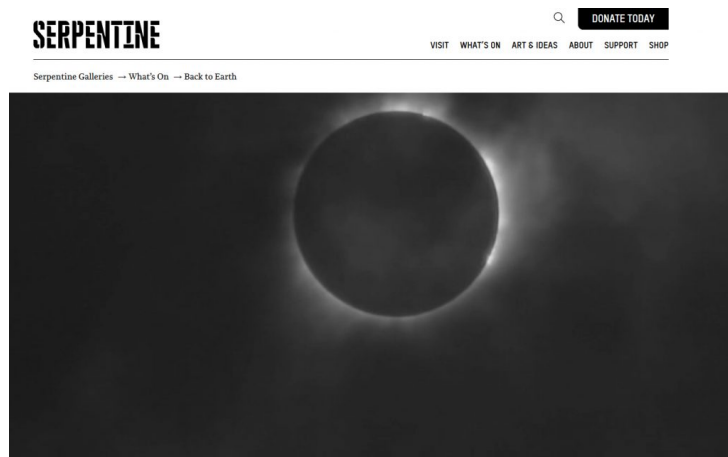 DONATE TODAY
SERPENTINE
VISIT WHAT'S ON ART & IDEAS ABOUT SUPPORT SHOP
Serpentine Galleries → What's On → Back to Earth